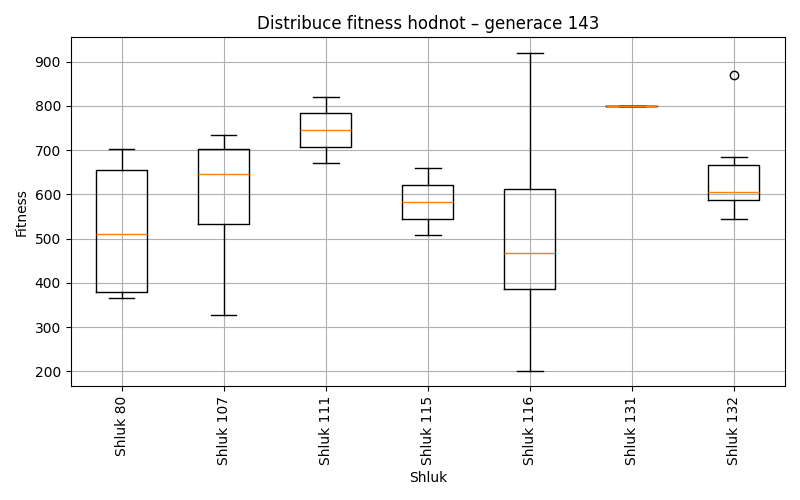 Distribuce fitness hodnot – generace 143
Fitness
900
800
700
600
500
400
300
200
Shluk 80
Shluk 107
Shluk 111
Shluk 115
Shluk 116
Shluk 131
Shluk 132
Shluk